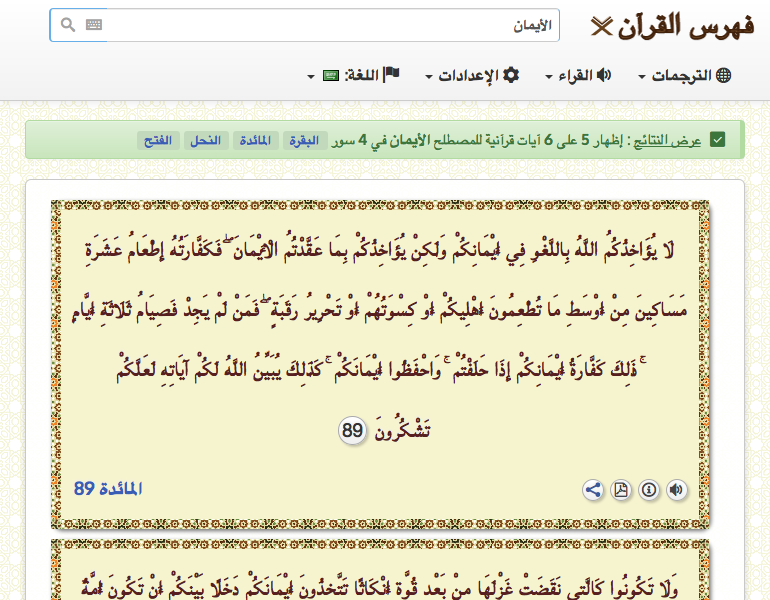 فهرس القرآن
الأيمان
الترجمات
القراء
الإعدادات
اللغة:
عرض النتائج : إظهار 5 على 6 آيات قرآنية للمصطلح الأيمان في 4 سور البقرة المائدة النحل الفتح
لَا يُؤَاخِذُكُمُ اللَّهُ بِاللَّغْوِ فِي أَيْمَانِكُمْ وَلَٰكِنْ يُؤَاخِذُكُمْ بِمَا عَقَّدْتُمُ الْأَيْمَانَ ۖ فَكَفَّارَتُهُ إِطْعَامُ عَشَرَةِ
مَسَاكِينَ مِنْ أَوْسَطِ مَا تُطْعِمُونَ أَهْلِيكُمْ أَوْ كِسْوَتُهُمْ أَوْ تَحْرِيرُ رَقَبَةٍ ۖ فَمَنْ لَمْ يَجِدْ فَصِيَامُ ثَلَاثَةِ أَيَّامٍ
ۚ ذَٰلِكَ كَفَّارَةُ أَيْمَانِكُمْ إِذَا حَلَفْتُمْ ۚ وَاحْفَظُوا أَيْمَانَكُمْ ۚ كَذَٰلِكَ يُبَيِّنُ اللَّهُ لَكُمْ آيَاتِهِ لَعَلَّكُمْ
تَشْكُرُونَ 89
المائدة 89
وَلَا تَكُونُوا كَالَّتِي نَقَضَتْ غَزْلَهَا مِنْ بَعْدِ قُوَّةٍ أَنْكَاثًا تَتَّخِذُونَ أَيْمَانَكُمْ دَخَلًا بَيْنَكُمْ أَنْ تَكُونَ أُمَّةٌ